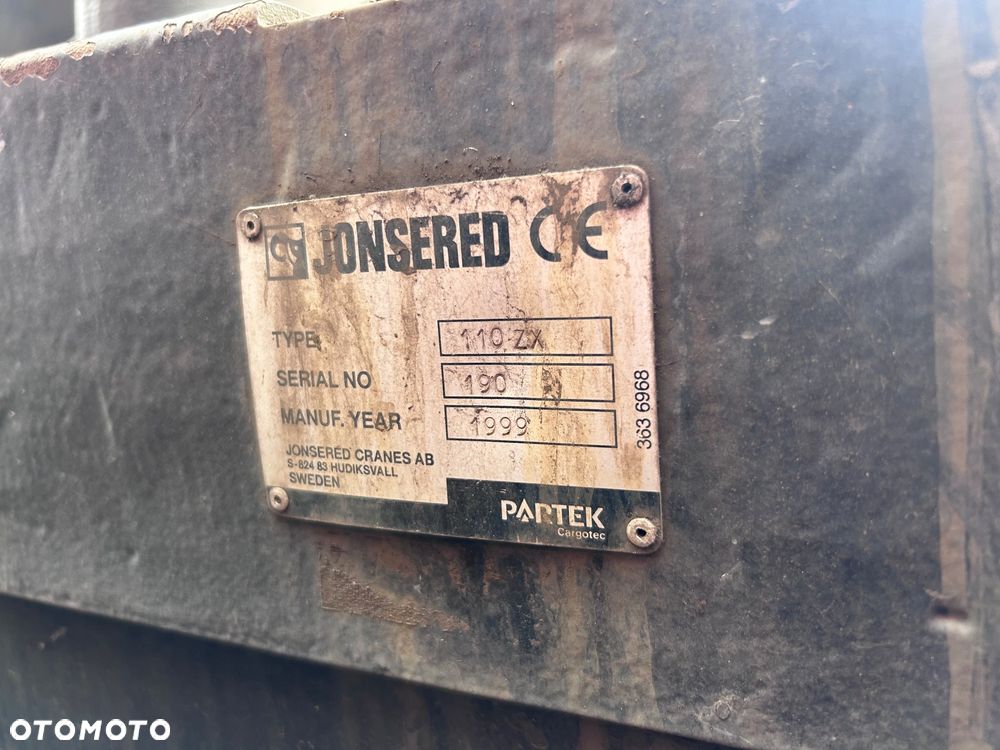 JONSERED CE
TYPE 110 ZX
SERIAL NO 190
MANUF. YEAR 1999
JONSERED CRANES AB
S-824 83 HUDIKSVALL
SWEDEN
363 6968
PARTEK
Cargotec
OTOMOTO